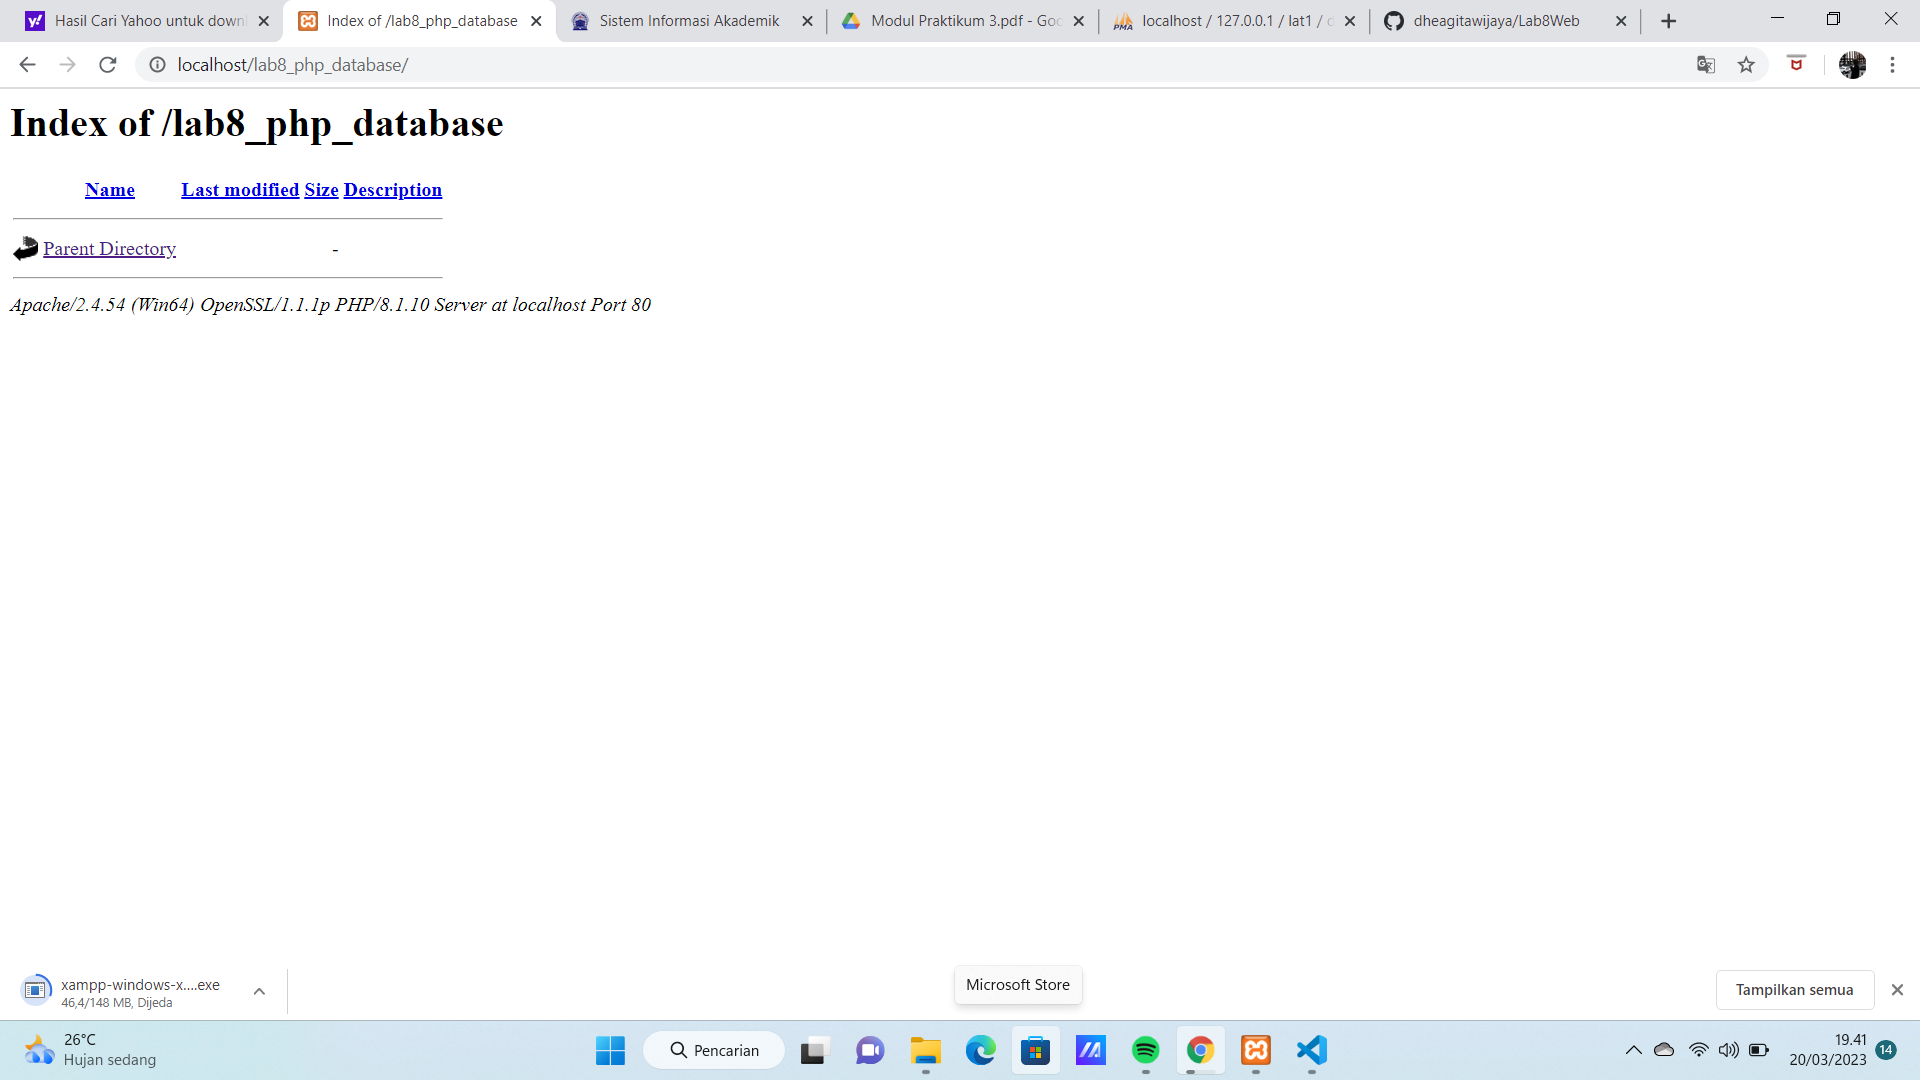 Hasil Cari Yahoo untuk downl
Index of /lab8_php_database
Sistem Informasi Akademik
Modul Praktikum 3.pdf - Goo
localhost / 127.0.0.1 / lat1 / d
dheagitawijaya/Lab8Web
localhost/lab8_php_database/
Index of /lab8_php_database
Name Last modified Size Description
Parent Directory -
Apache/2.4.54 (Win64) OpenSSL/1.1.1p PHP/8.1.10 Server at localhost Port 80
xampp-windows-x....exe
46,4/148 MB, Dijeda
Microsoft Store
Tampilkan semua
26°C
Hujan sedang
Pencarian
19.41
20/03/2023
14